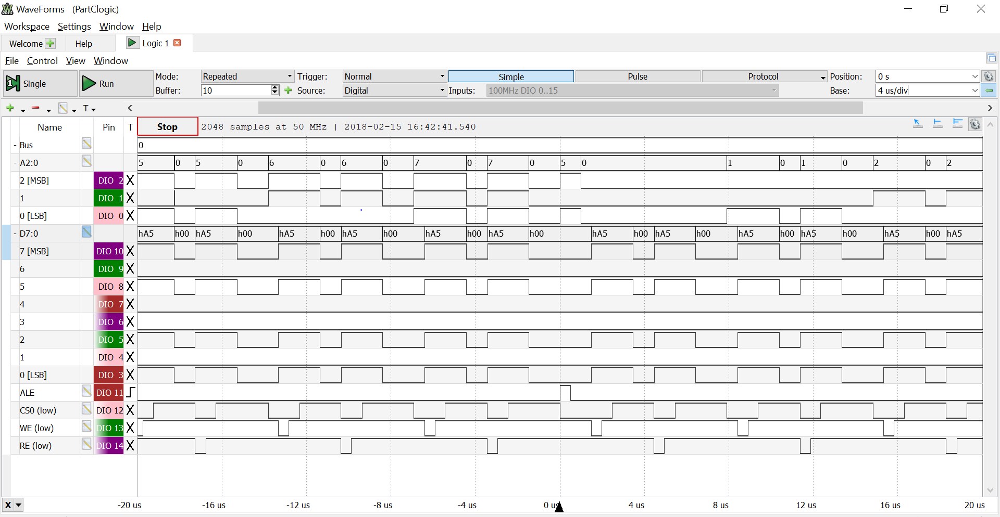 WaveForms (PartClogic)
Workspace Settings Window Help
Welcome Help Logic 1
File Control View Window
Single Run Mode: Repeated Trigger: Normal Simple Pulse Protocol Position: 0 s
Buffer: 10 Source: Digital Inputs: 100MHz DIO 0..15 Base: 4 us/div
T
Name Pin T Stop 2048 samples at 50 MHz | 2018-02-15 16:42:41.540
- Bus 0
- A2:0 5 0 5 0 6 0 6 0 7 0 7 0 5 0 1 0 1 0 2 0 2
2 [MSB] DIO 2 X
1 DIO 1 X
0 [LSB] DIO 0 X
- D7:0 hA5 h00 hA5 h00 hA5 h00 hA5 h00 hA5 h00 hA5 h00 hA5 h00 hA5 h00 hA5 h00 hA5 h00 hA5 h00 hA5
7 [MSB] DIO 10 X
6 DIO 9 X
5 DIO 8 X
4 DIO 7 X
3 DIO 6 X
2 DIO 5 X
1 DIO 4 X
0 [LSB] DIO 3 X
ALE DIO 11
CS0 (low) DIO 12 X
WE (low) DIO 13 X
RE (low) DIO 14 X
X -20 us -16 us -12 us -8 us -4 us 0 us 4 us 8 us 12 us 16 us 20 us